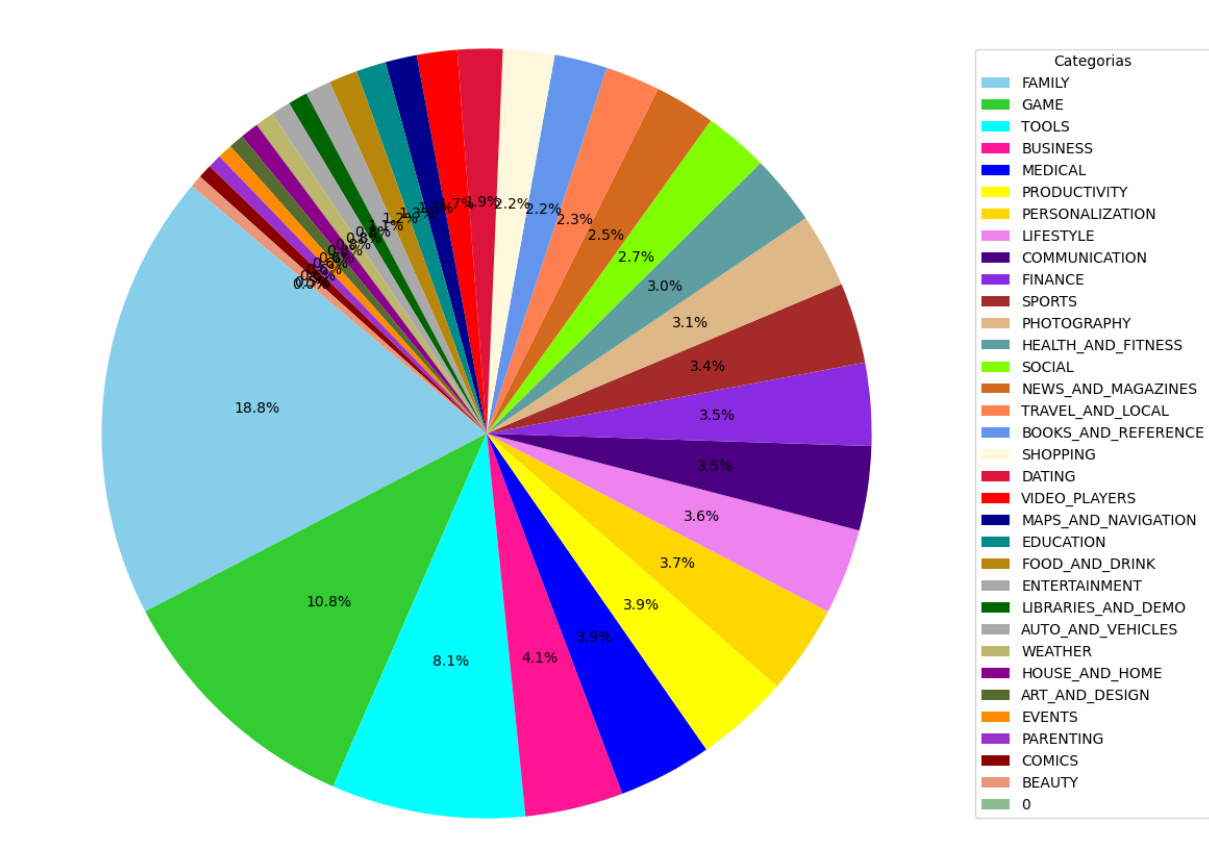 Categorias
FAMILY
GAME
TOOLS
BUSINESS
MEDICAL
PRODUCTIVITY
PERSONALIZATION
LIFESTYLE
COMMUNICATION
FINANCE
SPORTS
PHOTOGRAPHY
HEALTH_AND_FITNESS
SOCIAL
NEWS_AND_MAGAZINES
TRAVEL_AND_LOCAL
BOOKS_AND_REFERENCE
SHOPPING
DATING
VIDEO_PLAYERS
MAPS_AND_NAVIGATION
EDUCATION
FOOD_AND_DRINK
ENTERTAINMENT
LIBRARIES_AND_DEMO
AUTO_AND_VEHICLES
WEATHER
HOUSE_AND_HOME
ART_AND_DESIGN
EVENTS
PARENTING
COMICS
BEAUTY
0
18.8%
10.8%
8.1%
4.1%
3.9%
3.9%
3.7%
3.6%
3.5%
3.5%
3.4%
3.1%
3.0%
2.7%
2.5%
2.3%
2.2%
2.2%
1.9%
1.3%
1.2%